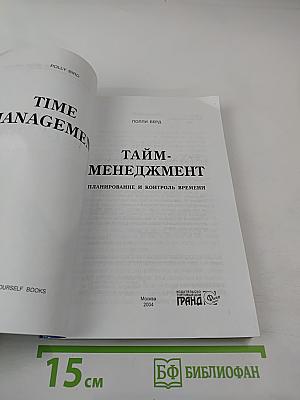 POLLY BIRD
TIME
MANAGEMEN
YOURSELF BOOKS
ПОЛЛИ БЕРД
ТАЙМ-
МЕНЕДЖМЕНТ
ПЛАНИРОВАНИЕ И КОНТРОЛЬ ВРЕМЕНИ
Москва
2004
ИЗДАТЕЛЬСТВО
ГРАНД
15 см
БФ БИБЛИОФАН